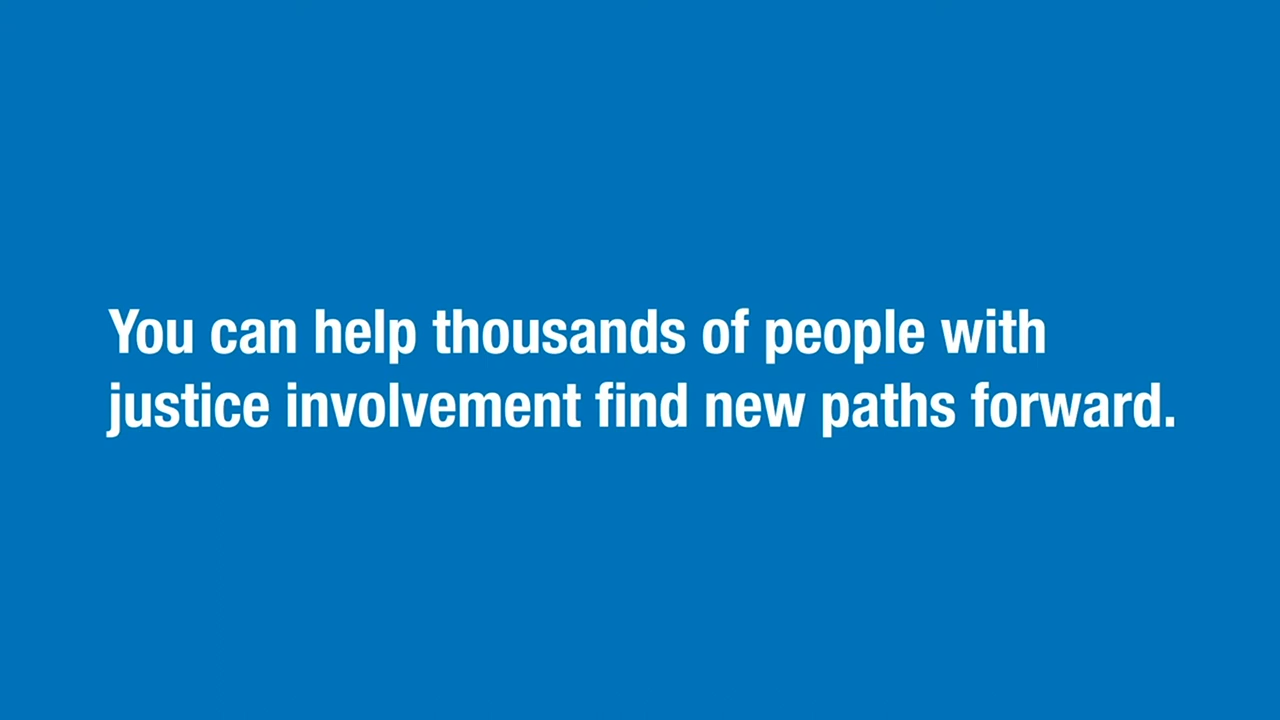 You can help thousands of people with
justice involvement find new paths forward.